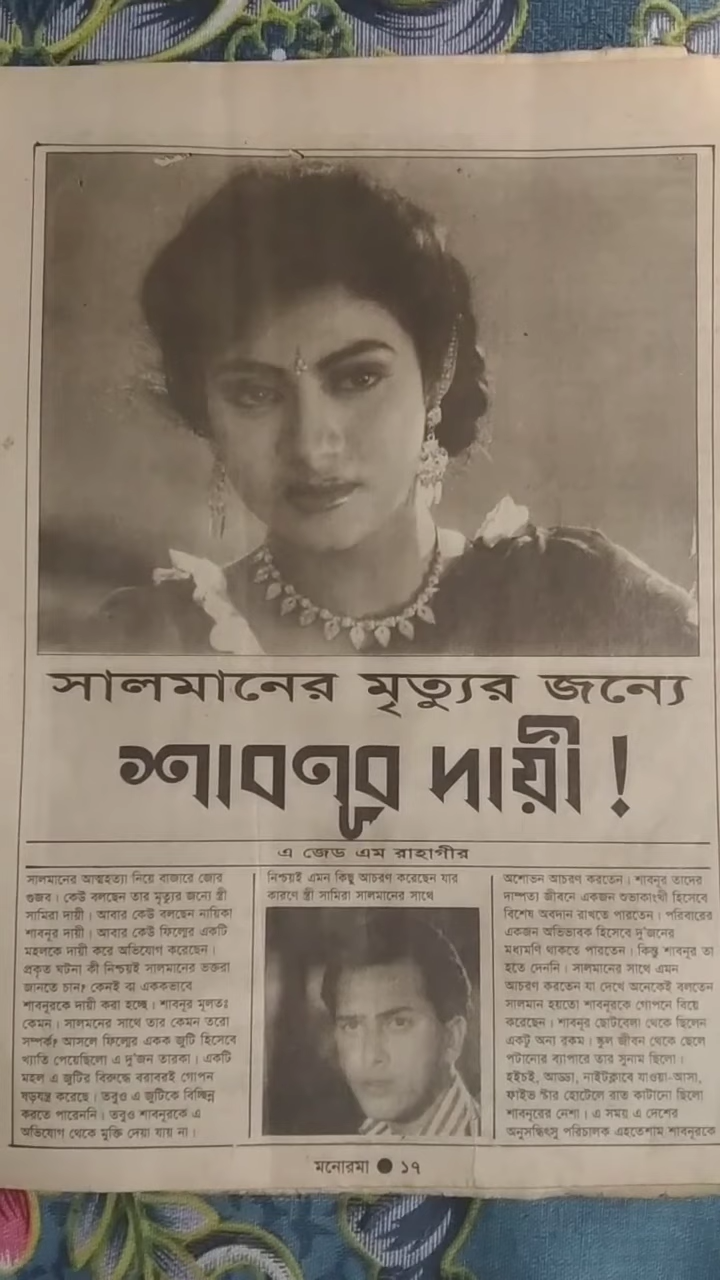 সালমানের মৃত্যুর জন্যে
শাবনূর দায়ী !
এ জেড এম রাহাগীর
সালমানের আত্মহত্যা নিয়ে বাজারে জোর
গুজব। কেউ বলছেন তার মৃত্যুর জন্যে স্ত্রী
সামিরা দায়ী। আবার কেউ বলছেন নায়িকা
শাবনূর দায়ী। আবার কেউ ফিল্মের একটি
মহলকে দায়ী করে অভিযোগ করেছেন।
প্রকৃত ঘটনা কী নিশ্চয়ই সালমানের ভক্তরা
জানতে চান? কেনই বা এককভাবে
শাবনূরকে দায়ী করা হচ্ছে। শাবনূর মূলতঃ
কেমন। সালমনের সাথে তার কেমন তরো
সম্পর্ক? আসলে ফিল্মের একক জুটি হিসেবে
খ্যাতি পেয়েছিলো এ দু'জন তারকা। একটি
মহল এ জুটির বিরুদ্ধে বরাবরই গোপন
ষড়যন্ত্র করেছে। তবুও এ জুটিকে বিচ্ছিন্ন
করতে পারেননি। তবুও শাবনূরকে এ
অভিযোগ থেকে মুক্তি দেয়া যায় না।
নিশ্চয়ই এমন কিছু আচরণ করেছেন যার
কারণে স্ত্রী সামিরা সালমানের সাথে
অশোভন আচরণ করতেন। শাবনূর তাদের
দাম্পত্য জীবনে একজন শুভাকাংখী হিসেবে
বিশেষ অবদান রাখতে পারতেন। পরিবারের
একজন অভিভাবক হিসেবে দু'জনের
মধ্যমণি থাকতে পারতেন। কিন্তু শাবনূর তা
হতে দেননি। সালমানের সাথে এমন
আচরণ করতেন যা দেখে অনেকেই বলতেন
সালমান হয়তো শাবনূরকে গোপনে বিয়ে
করেছেন। শাবনূর ছোটবেলা থেকে ছিলেন
একটু অন্য রকম। স্কুল জীবন থেকে ছেলে
পটানোর ব্যাপারে তার সুনাম ছিলো।
হইচই, আড্ডা, নাইটক্লাবে যাওয়া-আসা,
ফাইভ স্টার হোটেলে রাত কাটানো ছিলো
শাবনূরের নেশা। এ সময় এ দেশের
অনুসন্ধিৎসু পরিচালক এহতেশাম শাবনূরকে
মনোরমা ● ১৭